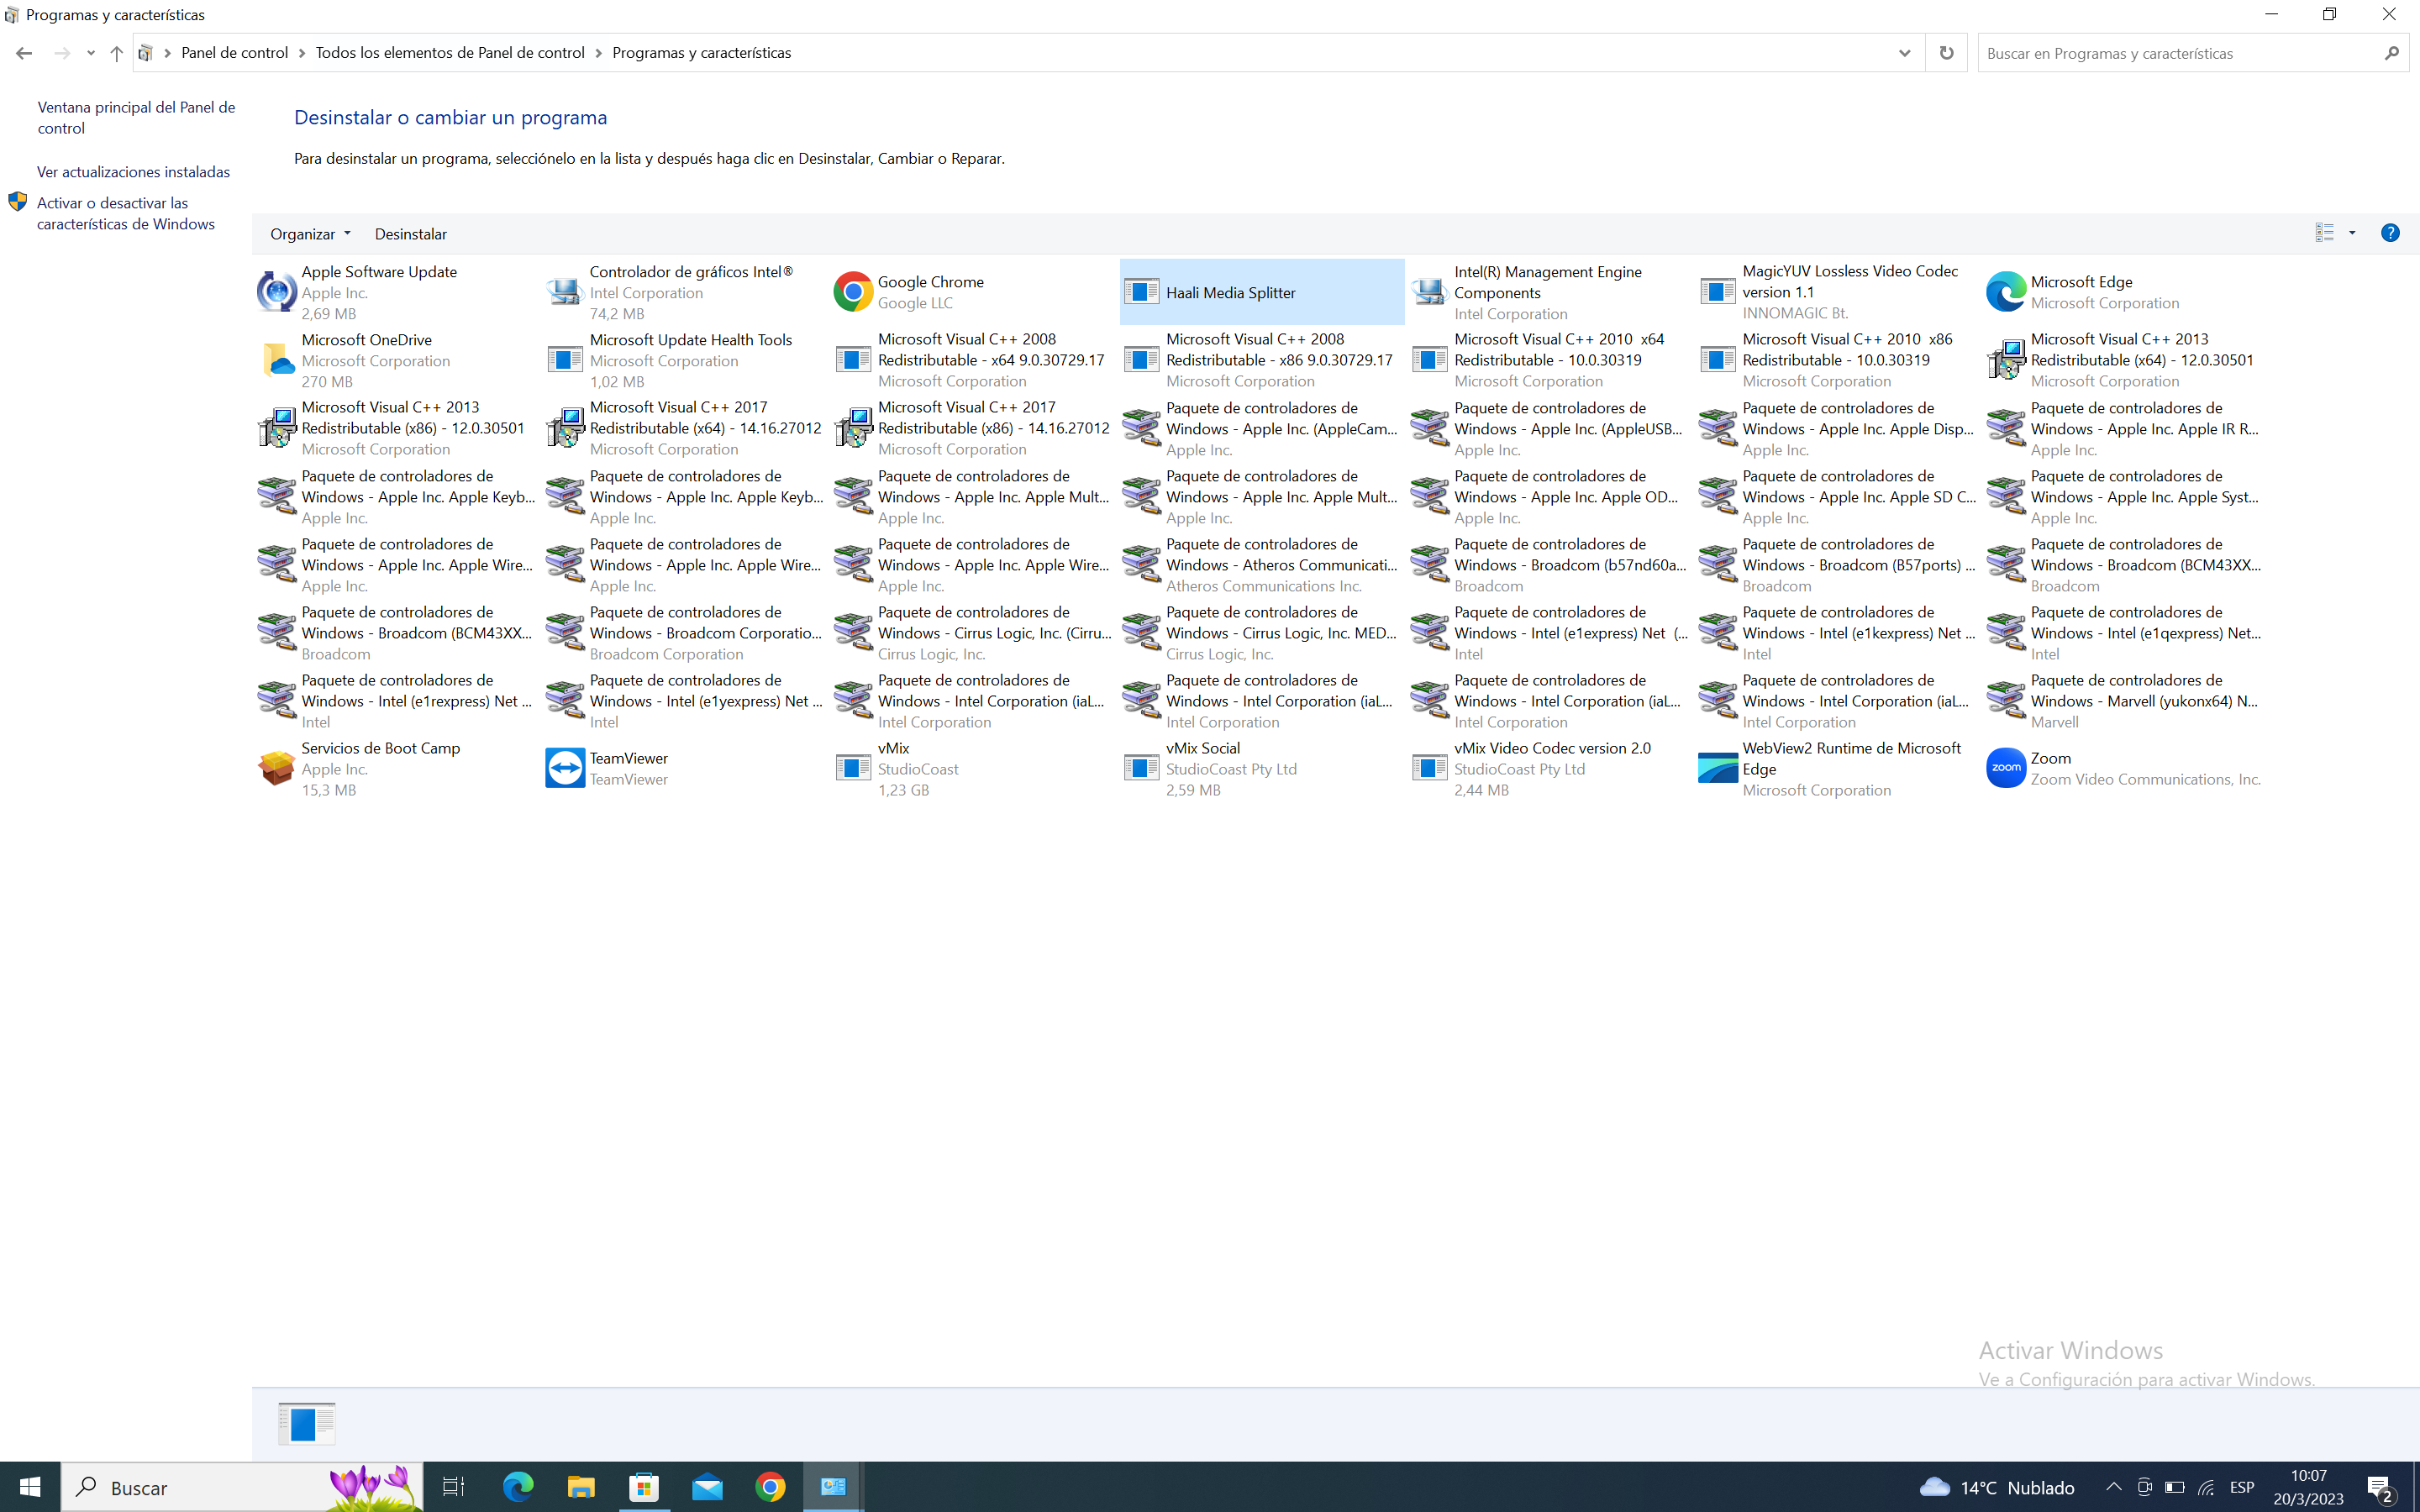 Programas y características
Panel de control > Todos los elementos de Panel de control > Programas y características
Buscar en Programas y características
Ventana principal del Panel de
control
Ver actualizaciones instaladas
Activar o desactivar las
características de Windows
Desinstalar o cambiar un programa
Para desinstalar un programa, selecciónelo en la lista y después haga clic en Desinstalar, Cambiar o Reparar.
Organizar
Desinstalar
Apple Software Update
Apple Inc.
2,69 MB
Controlador de gráficos Intel®
Intel Corporation
74,2 MB
Google Chrome
Google LLC
Haali Media Splitter
Intel(R) Management Engine
Components
Intel Corporation
MagicYUV Lossless Video Codec
version 1.1
INNOMAGIC Bt.
Microsoft Edge
Microsoft Corporation
Microsoft OneDrive
Microsoft Corporation
270 MB
Microsoft Update Health Tools
Microsoft Corporation
1,02 MB
Microsoft Visual C++ 2008
Redistributable - x64 9.0.30729.17
Microsoft Corporation
Microsoft Visual C++ 2008
Redistributable - x86 9.0.30729.17
Microsoft Corporation
Microsoft Visual C++ 2010 x64
Redistributable - 10.0.30319
Microsoft Corporation
Microsoft Visual C++ 2010 x86
Redistributable - 10.0.30319
Microsoft Corporation
Microsoft Visual C++ 2013
Redistributable (x64) - 12.0.30501
Microsoft Corporation
Microsoft Visual C++ 2013
Redistributable (x86) - 12.0.30501
Microsoft Corporation
Microsoft Visual C++ 2017
Redistributable (x64) - 14.16.27012
Microsoft Corporation
Microsoft Visual C++ 2017
Redistributable (x86) - 14.16.27012
Microsoft Corporation
Paquete de controladores de
Windows - Apple Inc. (AppleCam...
Apple Inc.
Paquete de controladores de
Windows - Apple Inc. (AppleUSB...
Apple Inc.
Paquete de controladores de
Windows - Apple Inc. Apple Disp...
Apple Inc.
Paquete de controladores de
Windows - Apple Inc. Apple IR R...
Apple Inc.
Paquete de controladores de
Windows - Apple Inc. Apple Keyb...
Apple Inc.
Paquete de controladores de
Windows - Apple Inc. Apple Keyb...
Apple Inc.
Paquete de controladores de
Windows - Apple Inc. Apple Mult...
Apple Inc.
Paquete de controladores de
Windows - Apple Inc. Apple Mult...
Apple Inc.
Paquete de controladores de
Windows - Apple Inc. Apple OD...
Apple Inc.
Paquete de controladores de
Windows - Apple Inc. Apple SD C...
Apple Inc.
Paquete de controladores de
Windows - Apple Inc. Apple Syst...
Apple Inc.
Paquete de controladores de
Windows - Apple Inc. Apple Wire...
Apple Inc.
Paquete de controladores de
Windows - Apple Inc. Apple Wire...
Apple Inc.
Paquete de controladores de
Windows - Apple Inc. Apple Wire...
Apple Inc.
Paquete de controladores de
Windows - Atheros Communicati...
Atheros Communications Inc.
Paquete de controladores de
Windows - Broadcom (b57nd60a...
Broadcom
Paquete de controladores de
Windows - Broadcom (B57ports) ...
Broadcom
Paquete de controladores de
Windows - Broadcom (BCM43XX...
Broadcom
Paquete de controladores de
Windows - Broadcom (BCM43XX...
Broadcom
Paquete de controladores de
Windows - Broadcom Corporatio...
Broadcom Corporation
Paquete de controladores de
Windows - Cirrus Logic, Inc. (Cirru...
Cirrus Logic, Inc.
Paquete de controladores de
Windows - Cirrus Logic, Inc. MED...
Cirrus Logic, Inc.
Paquete de controladores de
Windows - Intel (e1express) Net (...
Intel
Paquete de controladores de
Windows - Intel (e1kexpress) Net ...
Intel
Paquete de controladores de
Windows - Intel (e1qexpress) Net...
Intel
Paquete de controladores de
Windows - Intel (e1rexpress) Net ...
Intel
Paquete de controladores de
Windows - Intel (e1yexpress) Net ...
Intel
Paquete de controladores de
Windows - Intel Corporation (iaL...
Intel Corporation
Paquete de controladores de
Windows - Intel Corporation (iaL...
Intel Corporation
Paquete de controladores de
Windows - Intel Corporation (iaL...
Intel Corporation
Paquete de controladores de
Windows - Intel Corporation (iaL...
Intel Corporation
Paquete de controladores de
Windows - Marvell (yukonx64) N...
Marvell
Servicios de Boot Camp
Apple Inc.
15,3 MB
TeamViewer
TeamViewer
vMix
StudioCoast
1,23 GB
vMix Social
StudioCoast Pty Ltd
2,59 MB
vMix Video Codec version 2.0
StudioCoast Pty Ltd
2,44 MB
WebView2 Runtime de Microsoft
Edge
Microsoft Corporation
zoom
Zoom
Zoom Video Communications, Inc.
Activar Windows
Ve a Configuración para activar Windows.
Buscar
14°C Nublado
ESP
10:07
20/3/2023
2